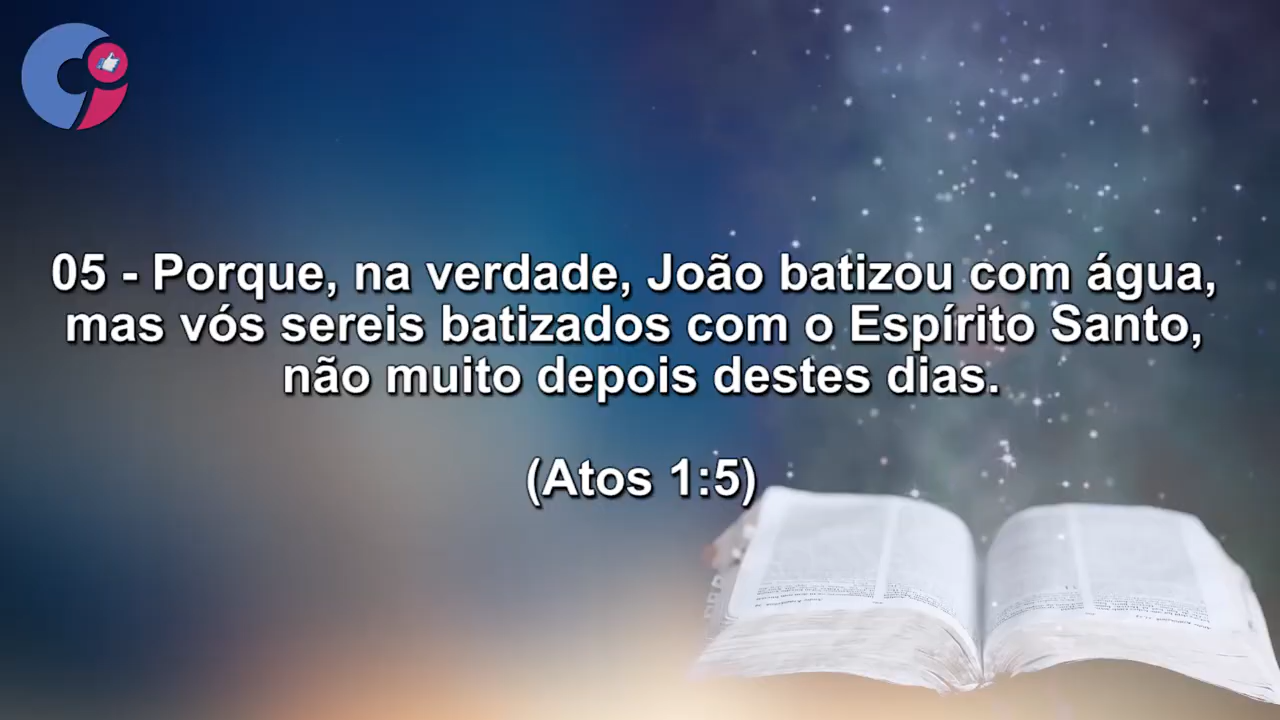 05 - Porque, na verdade, João batizou com água,
mas vós sereis batizados com o Espírito Santo,
não muito depois destes dias.
(Atos 1:5)